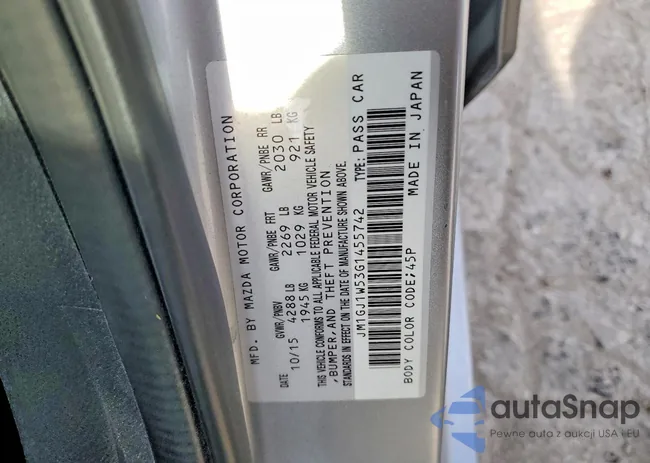 MFD. BY MAZDA MOTOR CORPORATION
GVWR/PNBV GAWR/PNBE FRT GAWR/PNBE RR
DATE 4288 LB 2269 LB 2030 LB
10/15 1945 KG 1029 KG 921 KG
THIS VEHICLE CONFORMS TO ALL APPLICABLE FEDERAL MOTOR VEHICLE SAFETY
,BUMPER,AND THEFT PREVENTION
STANDARDS IN EFFECT ON THE DATE OF MANUFACTURE SHOWN ABOVE.
JM1GJ1W53G1455742 TYPE: PASS CAR
BODY COLOR CODE;45P MADE IN JAPAN
autaSnap
Pewne auta z aukcji USA i EU